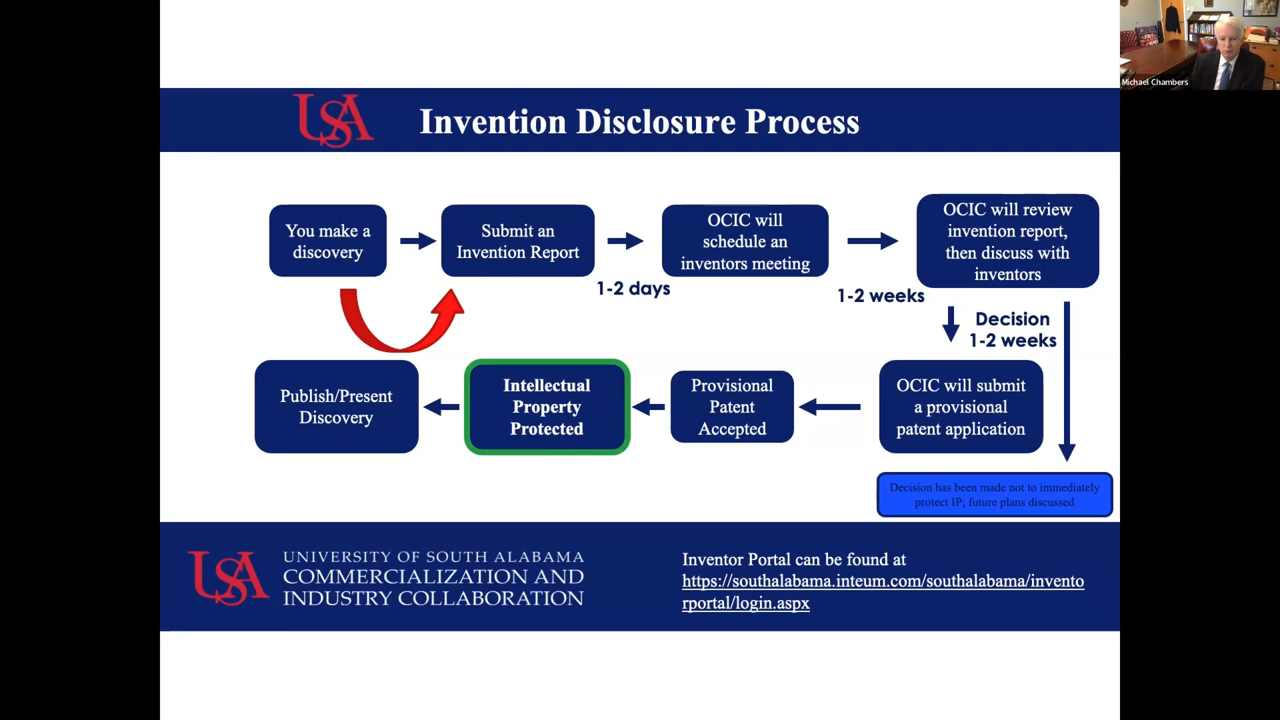 Michael Chambers
USA
Invention Disclosure Process
You make a
discovery
Submit an
Invention Report
OCIC will
schedule an
inventors meeting
OCIC will review
invention report,
then discuss with
inventors
1-2 days
1-2 weeks
Decision
1-2 weeks
Publish/Present
Discovery
Intellectual
Property
Protected
Provisional
Patent
Accepted
OCIC will submit
a provisional
patent application
Decision has been made not to immediately
protect IP; future plans discussed
USA
UNIVERSITY OF SOUTH ALABAMA
COMMERCIALIZATION AND
INDUSTRY COLLABORATION
Inventor Portal can be found at
https://southalabama.inteum.com/southalabama/invento
rportal/login.aspx